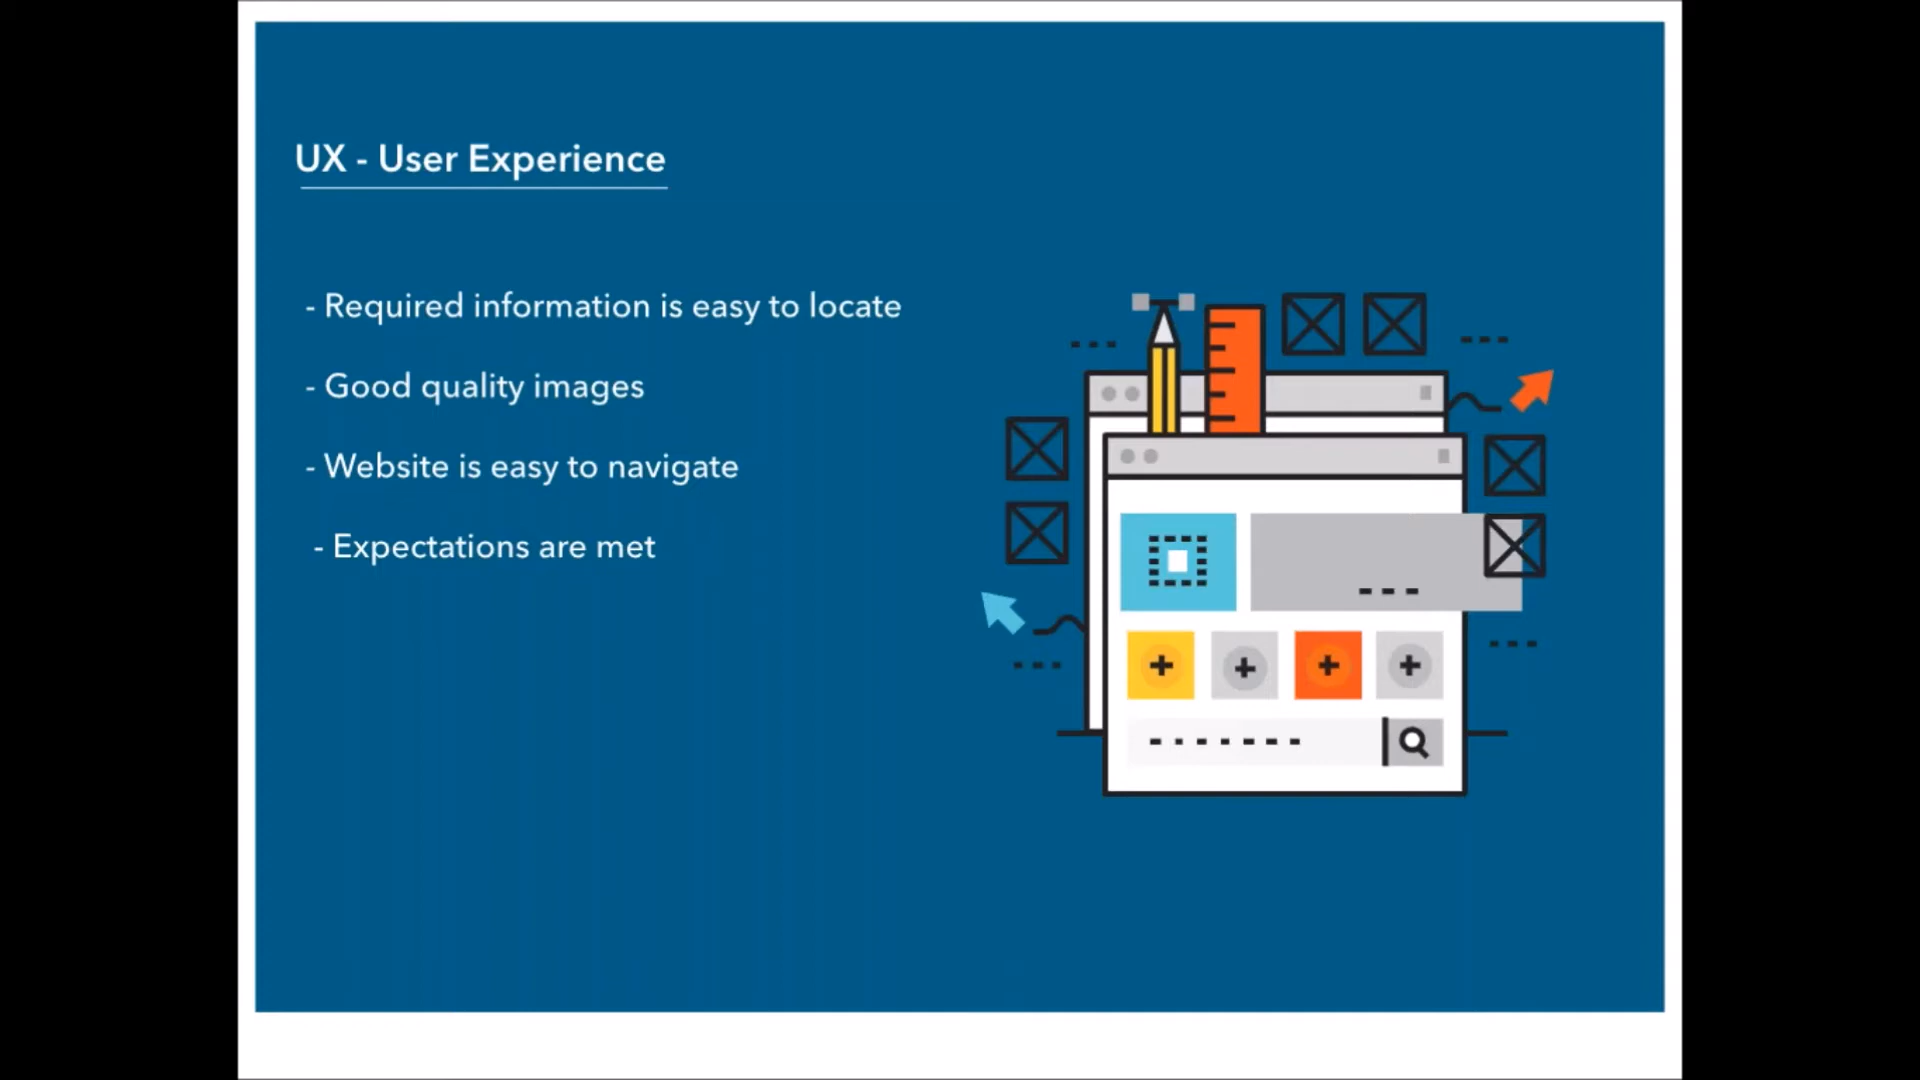 UX - User Experience
- Required information is easy to locate
- Good quality images
- Website is easy to navigate
- Expectations are met